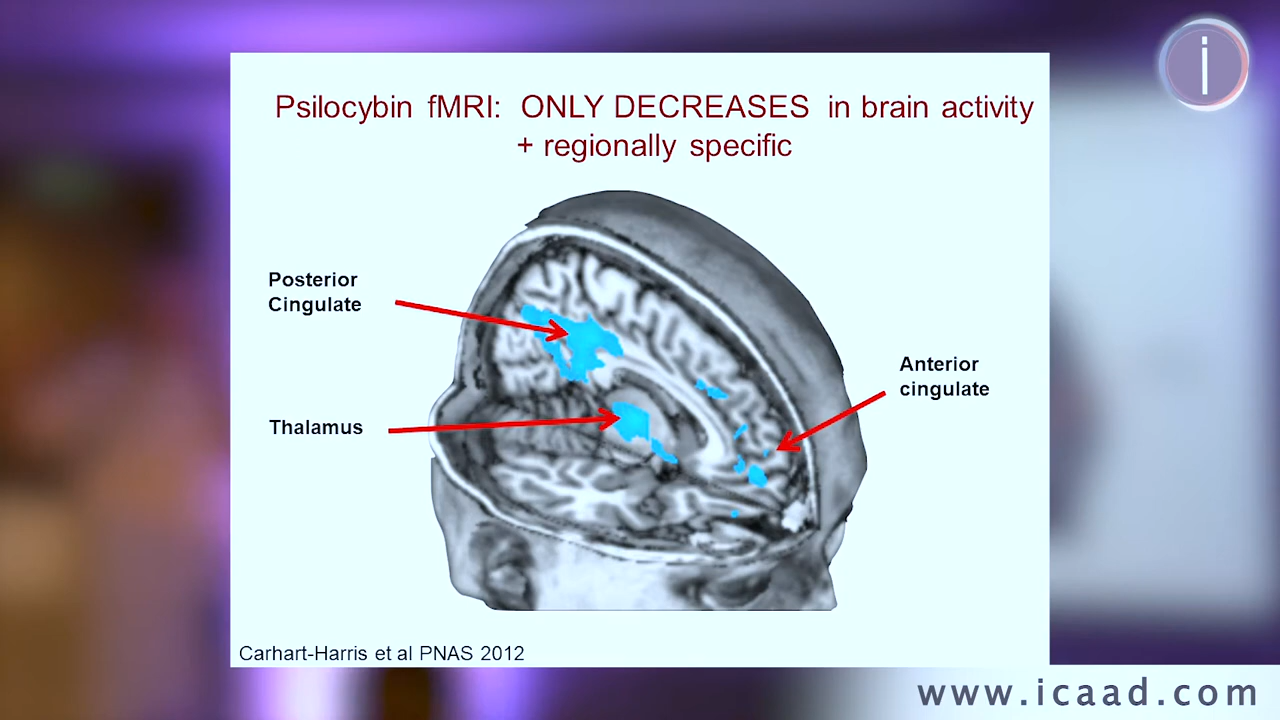 i
Psilocybin fMRI: ONLY DECREASES in brain activity
+ regionally specific
Posterior
Cingulate
Anterior
cingulate
Thalamus
Carhart-Harris et al PNAS 2012
www.icaad.com